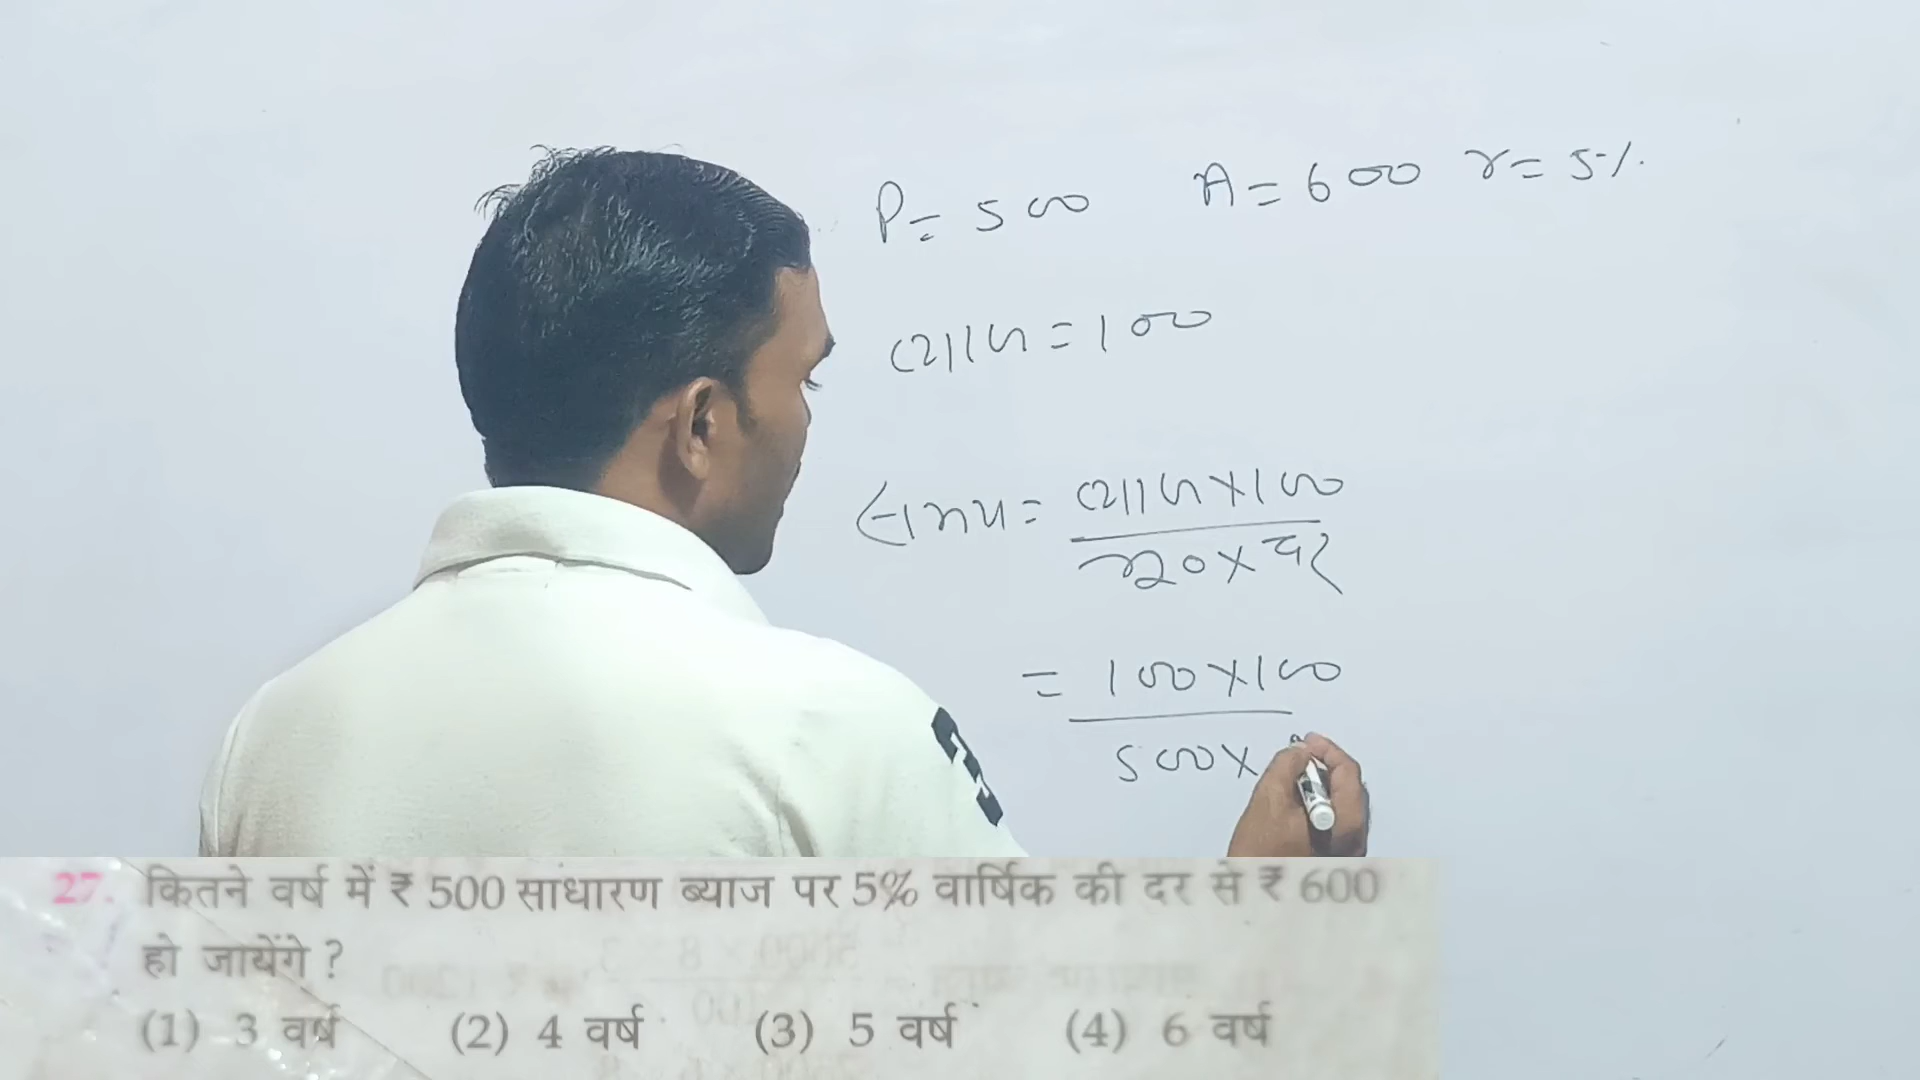 P = 500 A = 600 r = 5%.
ब्याज = 100
समय = ब्याज × 100
मू० × दर
= 100 × 100
500 ×
27. कितने वर्ष में ₹ 500 साधारण ब्याज पर 5% वार्षिक की दर से ₹ 600
हो जायेंगे ?
(1) 3 वर्ष (2) 4 वर्ष (3) 5 वर्ष (4) 6 वर्ष